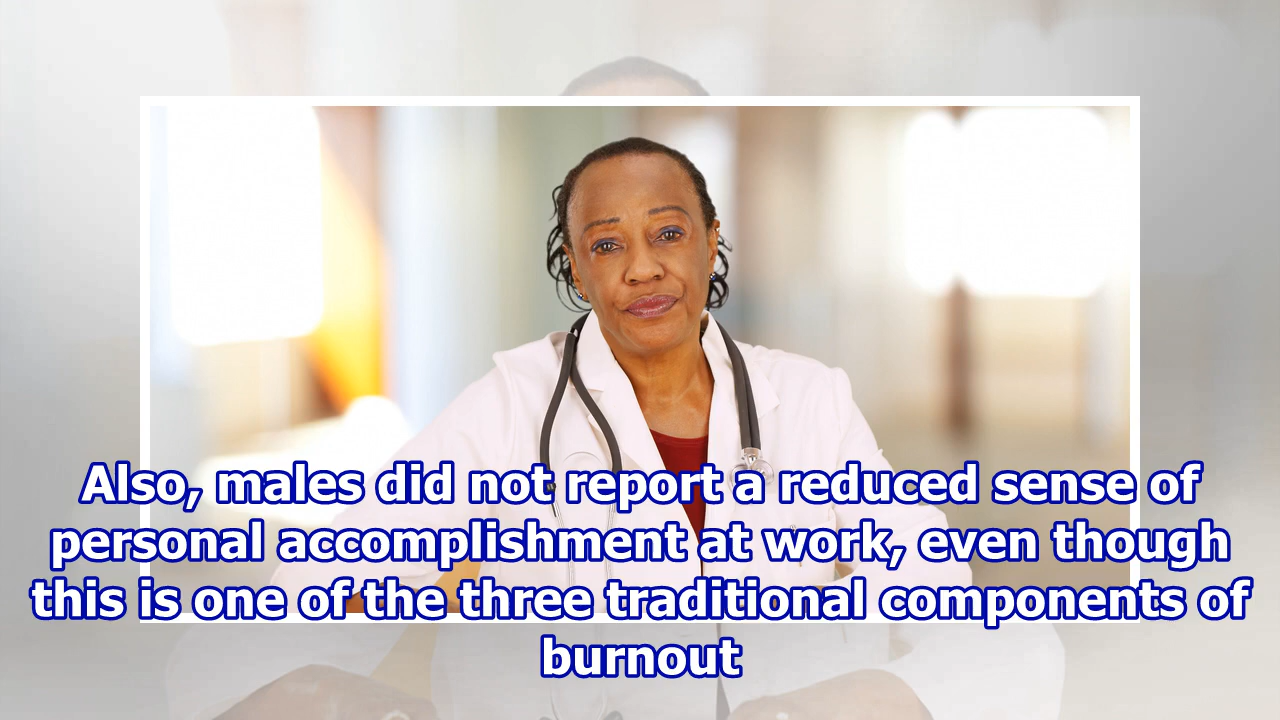 Also, males did not report a reduced sense of
personal accomplishment at work, even though
this is one of the three traditional components of
burnout